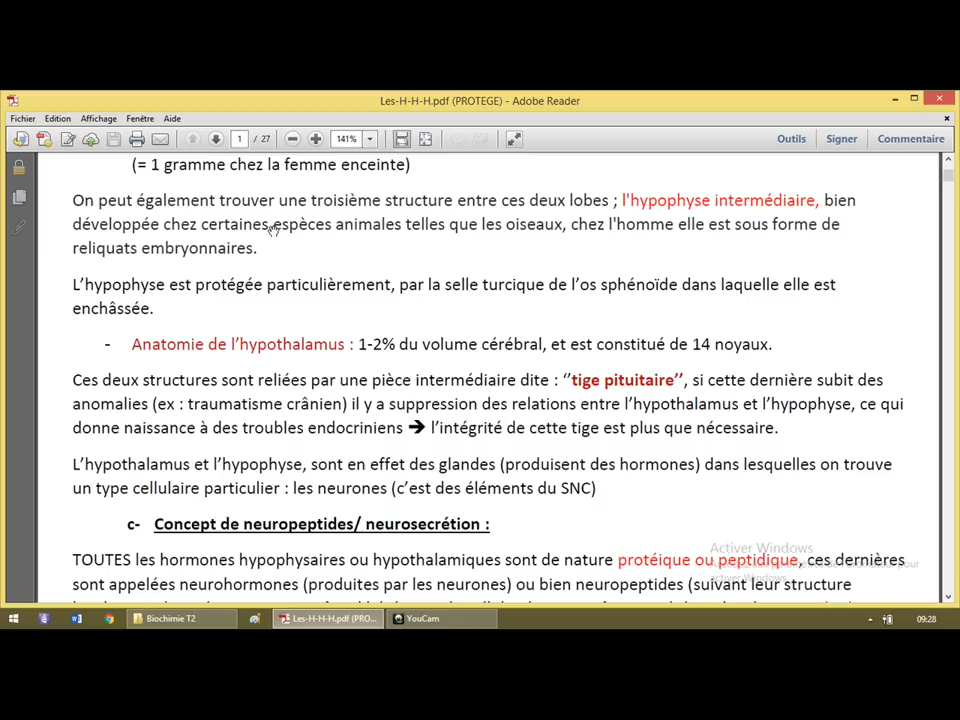 Les-H-H-H.pdf (PROTEGE) - Adobe Reader
Fichier Edition Affichage Fenêtre Aide
1 / 27 141% Outils Signer Commentaire
(= 1 gramme chez la femme enceinte)
On peut également trouver une troisième structure entre ces deux lobes ; l'hypophyse intermédiaire, bien
développée chez certaines espèces animales telles que les oiseaux, chez l'homme elle est sous forme de
reliquats embryonnaires.
L’hypophyse est protégée particulièrement, par la selle turcique de l’os sphénoïde dans laquelle elle est
enchâssée.
- Anatomie de l’hypothalamus : 1-2% du volume cérébral, et est constitué de 14 noyaux.
Ces deux structures sont reliées par une pièce intermédiaire dite : ‘’tige pituitaire’’, si cette dernière subit des
anomalies (ex : traumatisme crânien) il y a suppression des relations entre l’hypothalamus et l’hypophyse, ce qui
donne naissance à des troubles endocriniens ➔ l’intégrité de cette tige est plus que nécessaire.
L’hypothalamus et l’hypophyse, sont en effet des glandes (produisent des hormones) dans lesquelles on trouve
un type cellulaire particulier : les neurones (c’est des éléments du SNC)
c- Concept de neuropeptides/ neurosécrétion :
Activer Windows
TOUTES les hormones hypophysaires ou hypothalamiques sont de nature protéique ou peptidique, ces dernières
activer Windows.
sont appelées neurohormones (produites par les neurones) ou bien neuropeptides (suivant leur structure
Biochimie T2 Les-H-H-H.pdf (PRO... YouCam 09:28